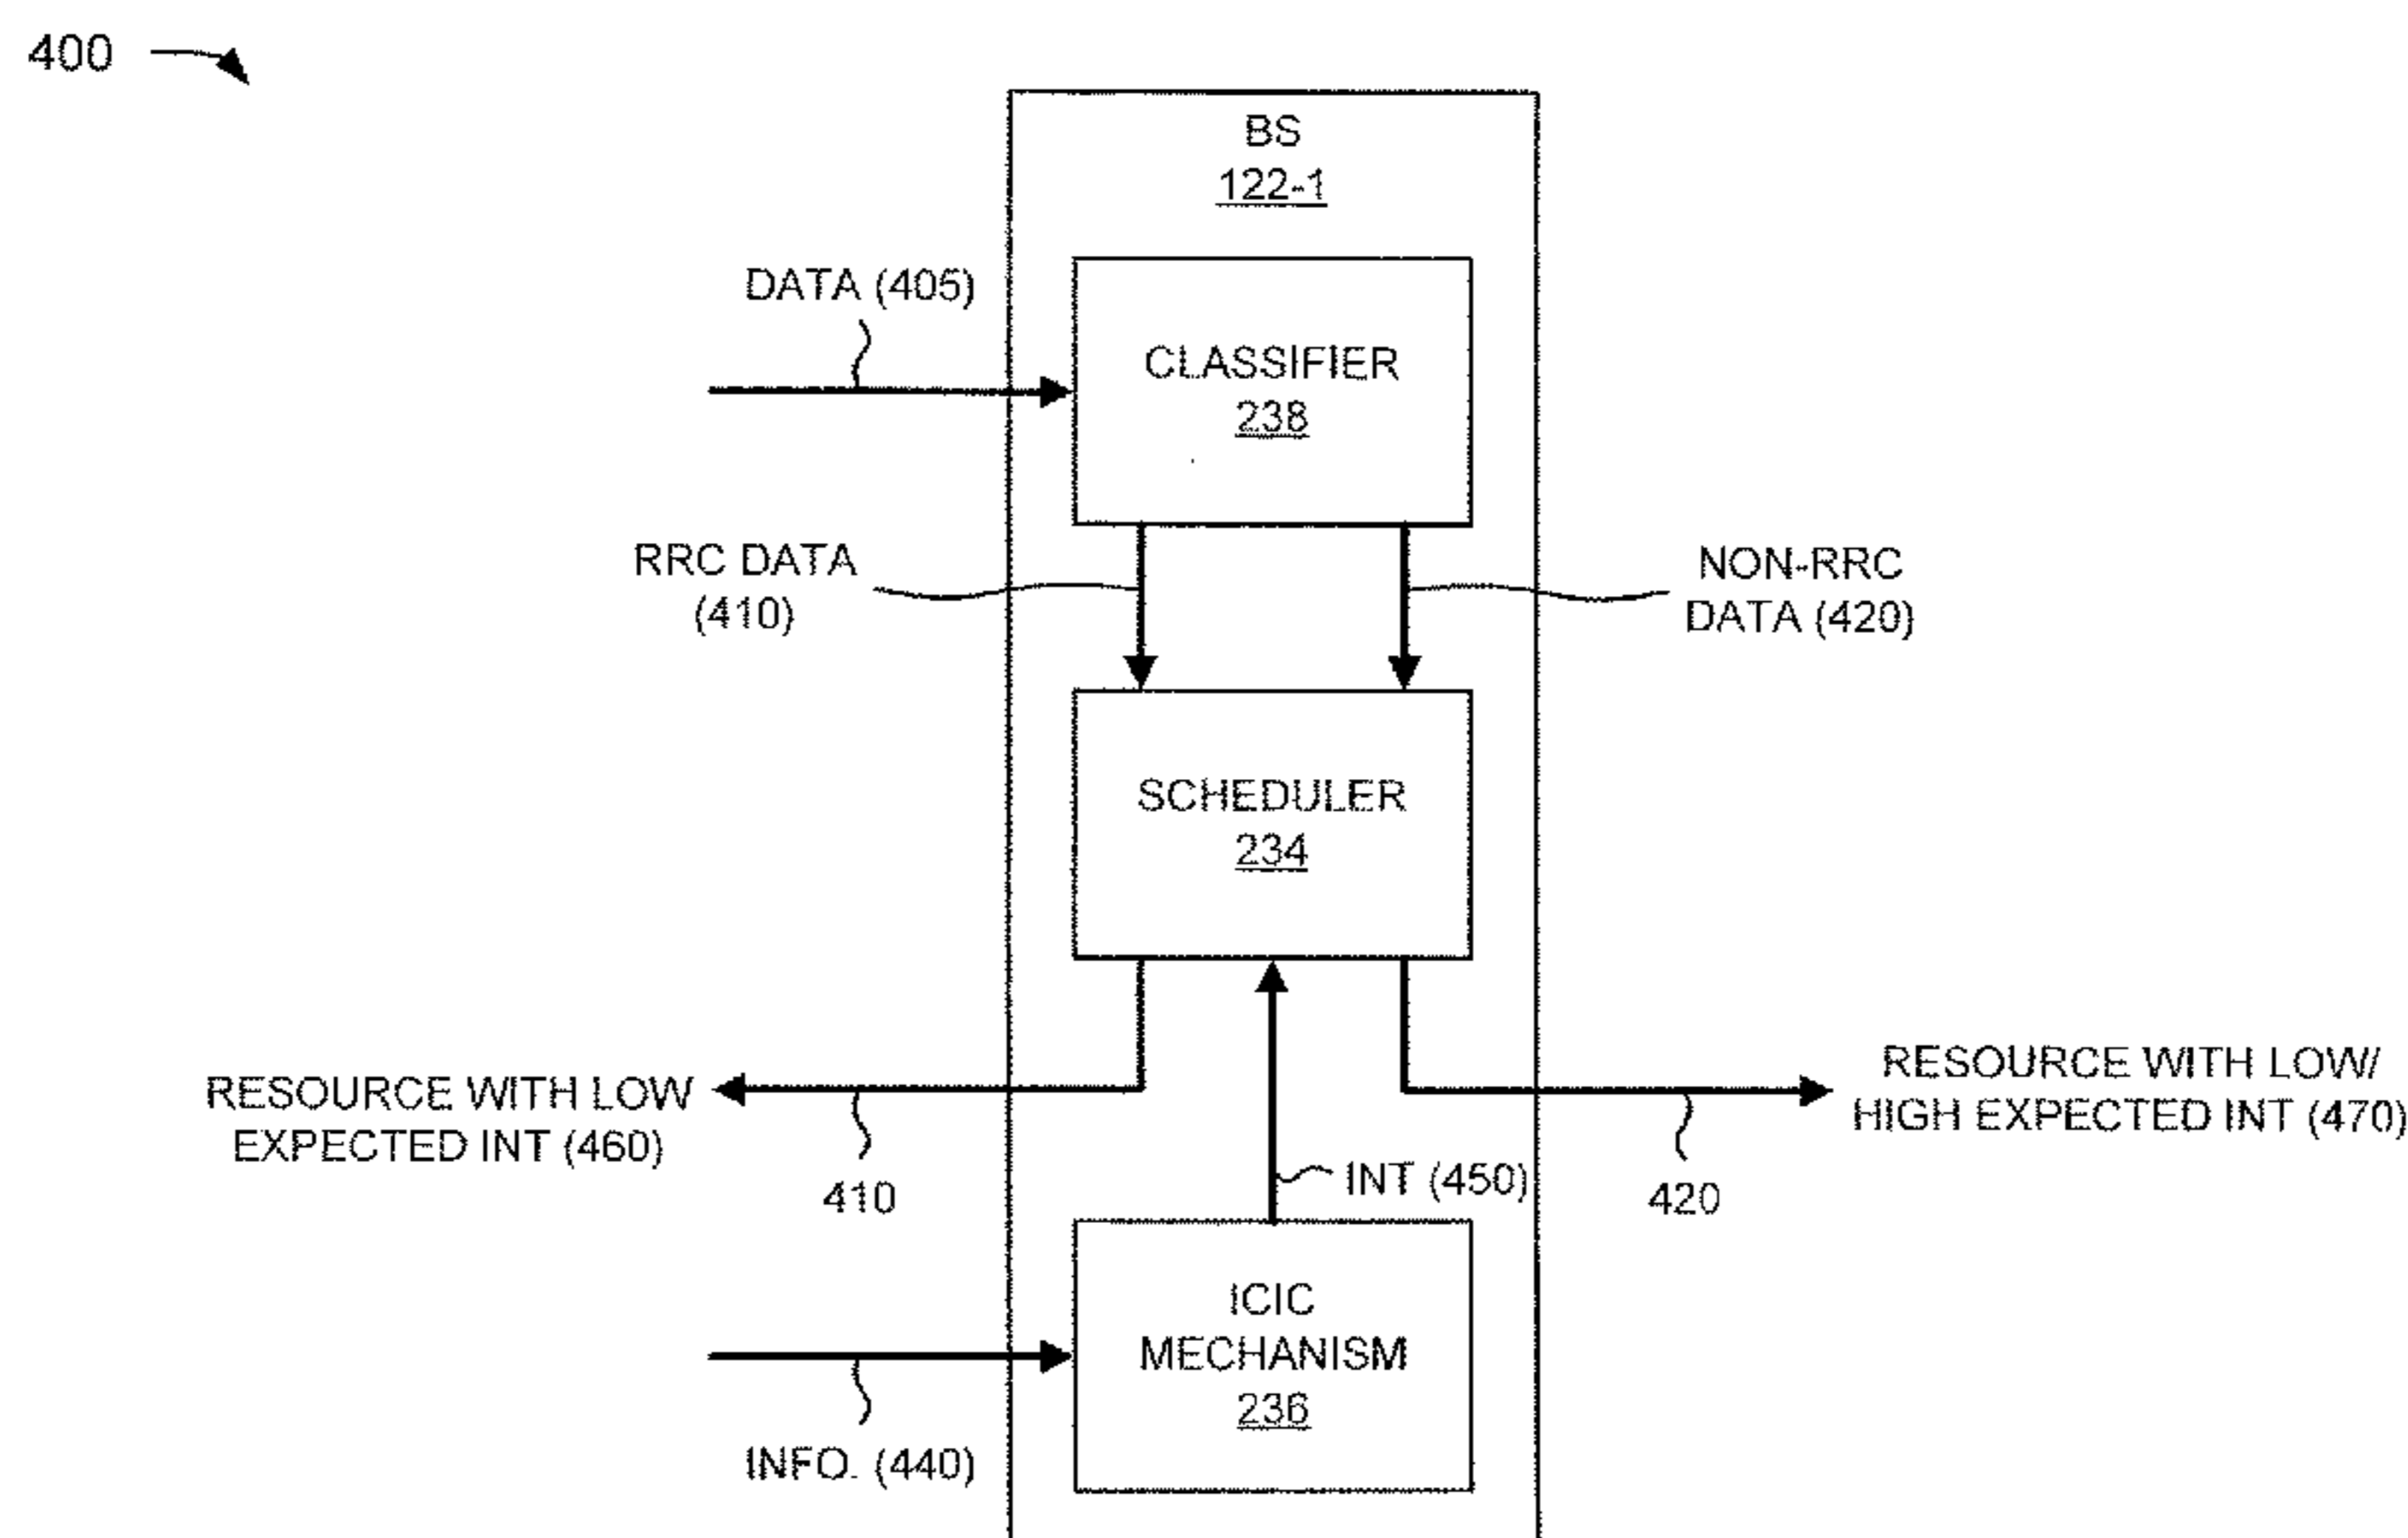 400
BS
122-1
DATA (405)
CLASSIFIER
238
RRC DATA
(410)
NON-RRC
DATA (420)
SCHEDULER
234
RESOURCE WITH LOW
EXPECTED INT (460)
410
INT (450)
RESOURCE WITH LOW/
HIGH EXPECTED INT (470)
420
ICIC
MECHANISM
236
INFO. (440)